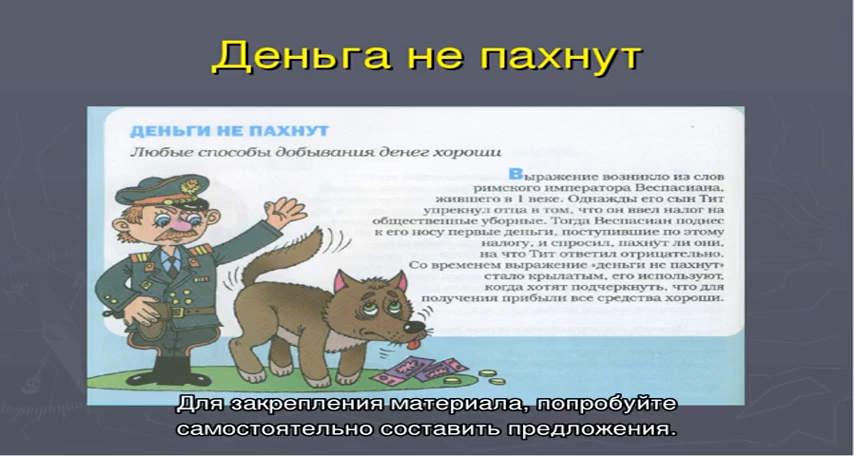 Деньга не пахнут
ДЕНЬГИ НЕ ПАХНУТ
Любые способы добывания денег хороши
Выражение возникло из слов
римского императора Веспасиана,
жившего в I веке. Однажды его сын Тит
упрекнул отца в том, что он ввел налог на
общественные уборные. Тогда Веспасиан поднес
к его носу первые деньги, поступившие по этому
налогу, и спросил, пахнут ли они,
на что Тит ответил отрицательно.
Со временем выражение «деньги не пахнут»
стало крылатым, его используют,
когда хотят подчеркнуть, что для
получения прибыли все средства хороши.
Для закрепления материала, попробуйте
самостоятельно составить предложения.